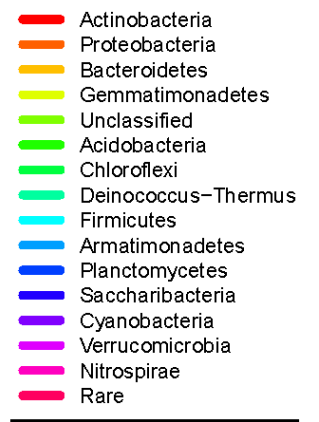 Actinobacteria
Proteobacteria
Bacteroidetes
Gemmatimonadetes
Unclassified
Acidobacteria
Chloroflexi
Deinococcus−Thermus
Firmicutes
Armatimonadetes
Planctomycetes
Saccharibacteria
Cyanobacteria
Verrucomicrobia
Nitrospirae
Rare